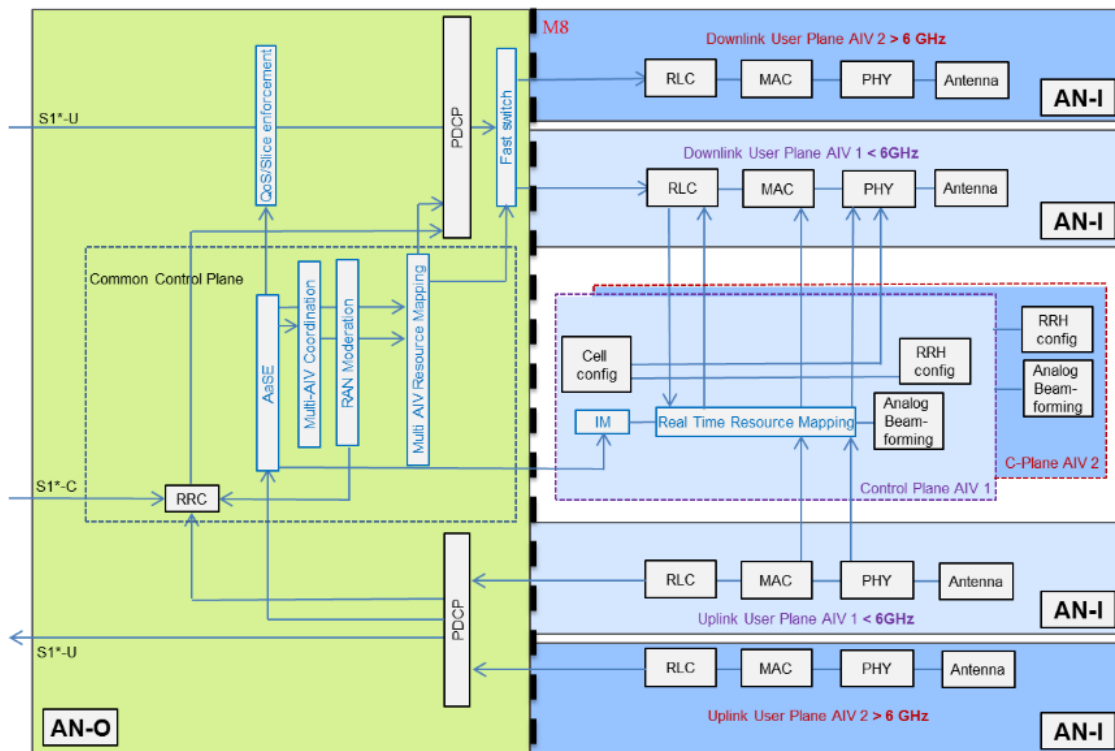 M8
Downlink User Plane AIV 2 > 6 GHz
RLC
MAC
PHY
Antenna
AN-I
S1*-U
QoS/Slice enforcement
PDCP
Fast switch
Downlink User Plane AIV 1 < 6GHz
RLC
MAC
PHY
Antenna
AN-I
Common Control Plane
AaSE
Multi-AIV Coordination
RAN Moderation
Multi AIV Resource Mapping
Cell
config
RRH
config
RRH
config
Analog
Beam-
forming
IM
Real Time Resource Mapping
Analog
Beam-
forming
C-Plane AIV 2
Control Plane AIV 1
S1*-C
RRC
PDCP
RLC
MAC
PHY
Antenna
Uplink User Plane AIV 1 < 6GHz
AN-I
S1*-U
RLC
MAC
PHY
Antenna
Uplink User Plane AIV 2 > 6 GHz
AN-O
AN-I